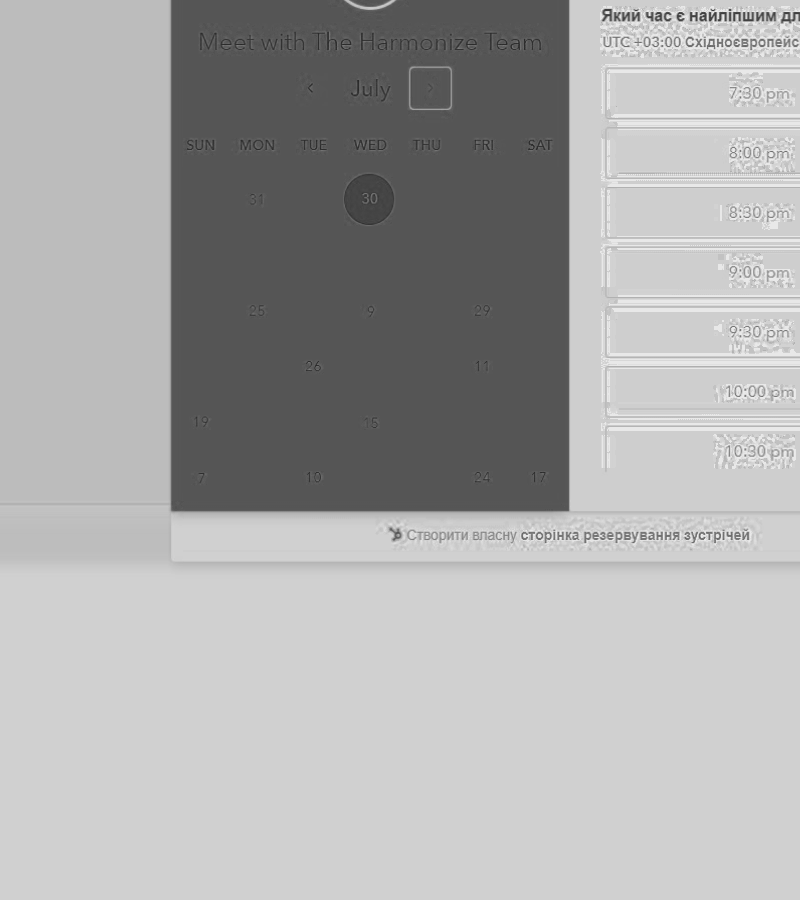 Meet with The Harmonize Team
July
SUN MON TUE WED THU FRI SAT
31 30
25 9 29
26 11
19 15
7 10 24 17
Який час є найліпшим дл
UTC +03:00 Східноєвропейс
7:30 pm
8:00 pm
8:30 pm
9:00 pm
9:30 pm
10:00 pm
10:30 pm
Створити власну сторінка резервування зустрічей